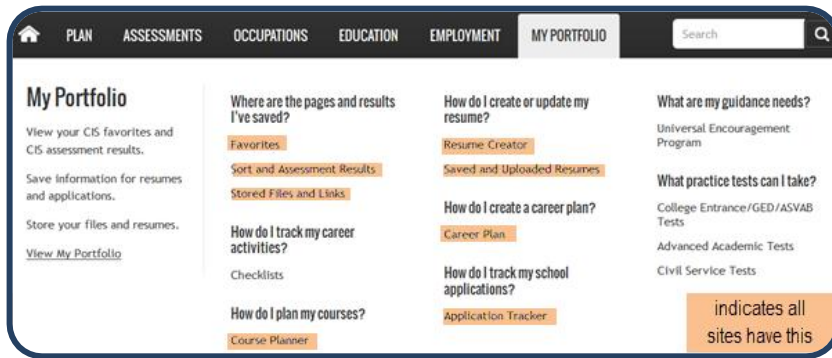 PLAN ASSESSMENTS OCCUPATIONS EDUCATION EMPLOYMENT MY PORTFOLIO Search
My Portfolio
View your CIS favorites and
CIS assessment results.
Save information for resumes
and applications.
Store your files and resumes.
View My Portfolio
Where are the pages and results
I've saved?
Favorites
Sort and Assessment Results
Stored Files and Links
How do I track my career
activities?
Checklists
How do I plan my courses?
Course Planner
How do I create or update my
resume?
Resume Creator
Saved and Uploaded Resumes
How do I create a career plan?
Career Plan
How do I track my school
applications?
Application Tracker
What are my guidance needs?
Universal Encouragement
Program
What practice tests can I take?
College Entrance/GED/ASVAB
Tests
Advanced Academic Tests
Civil Service Tests
indicates all
sites have this